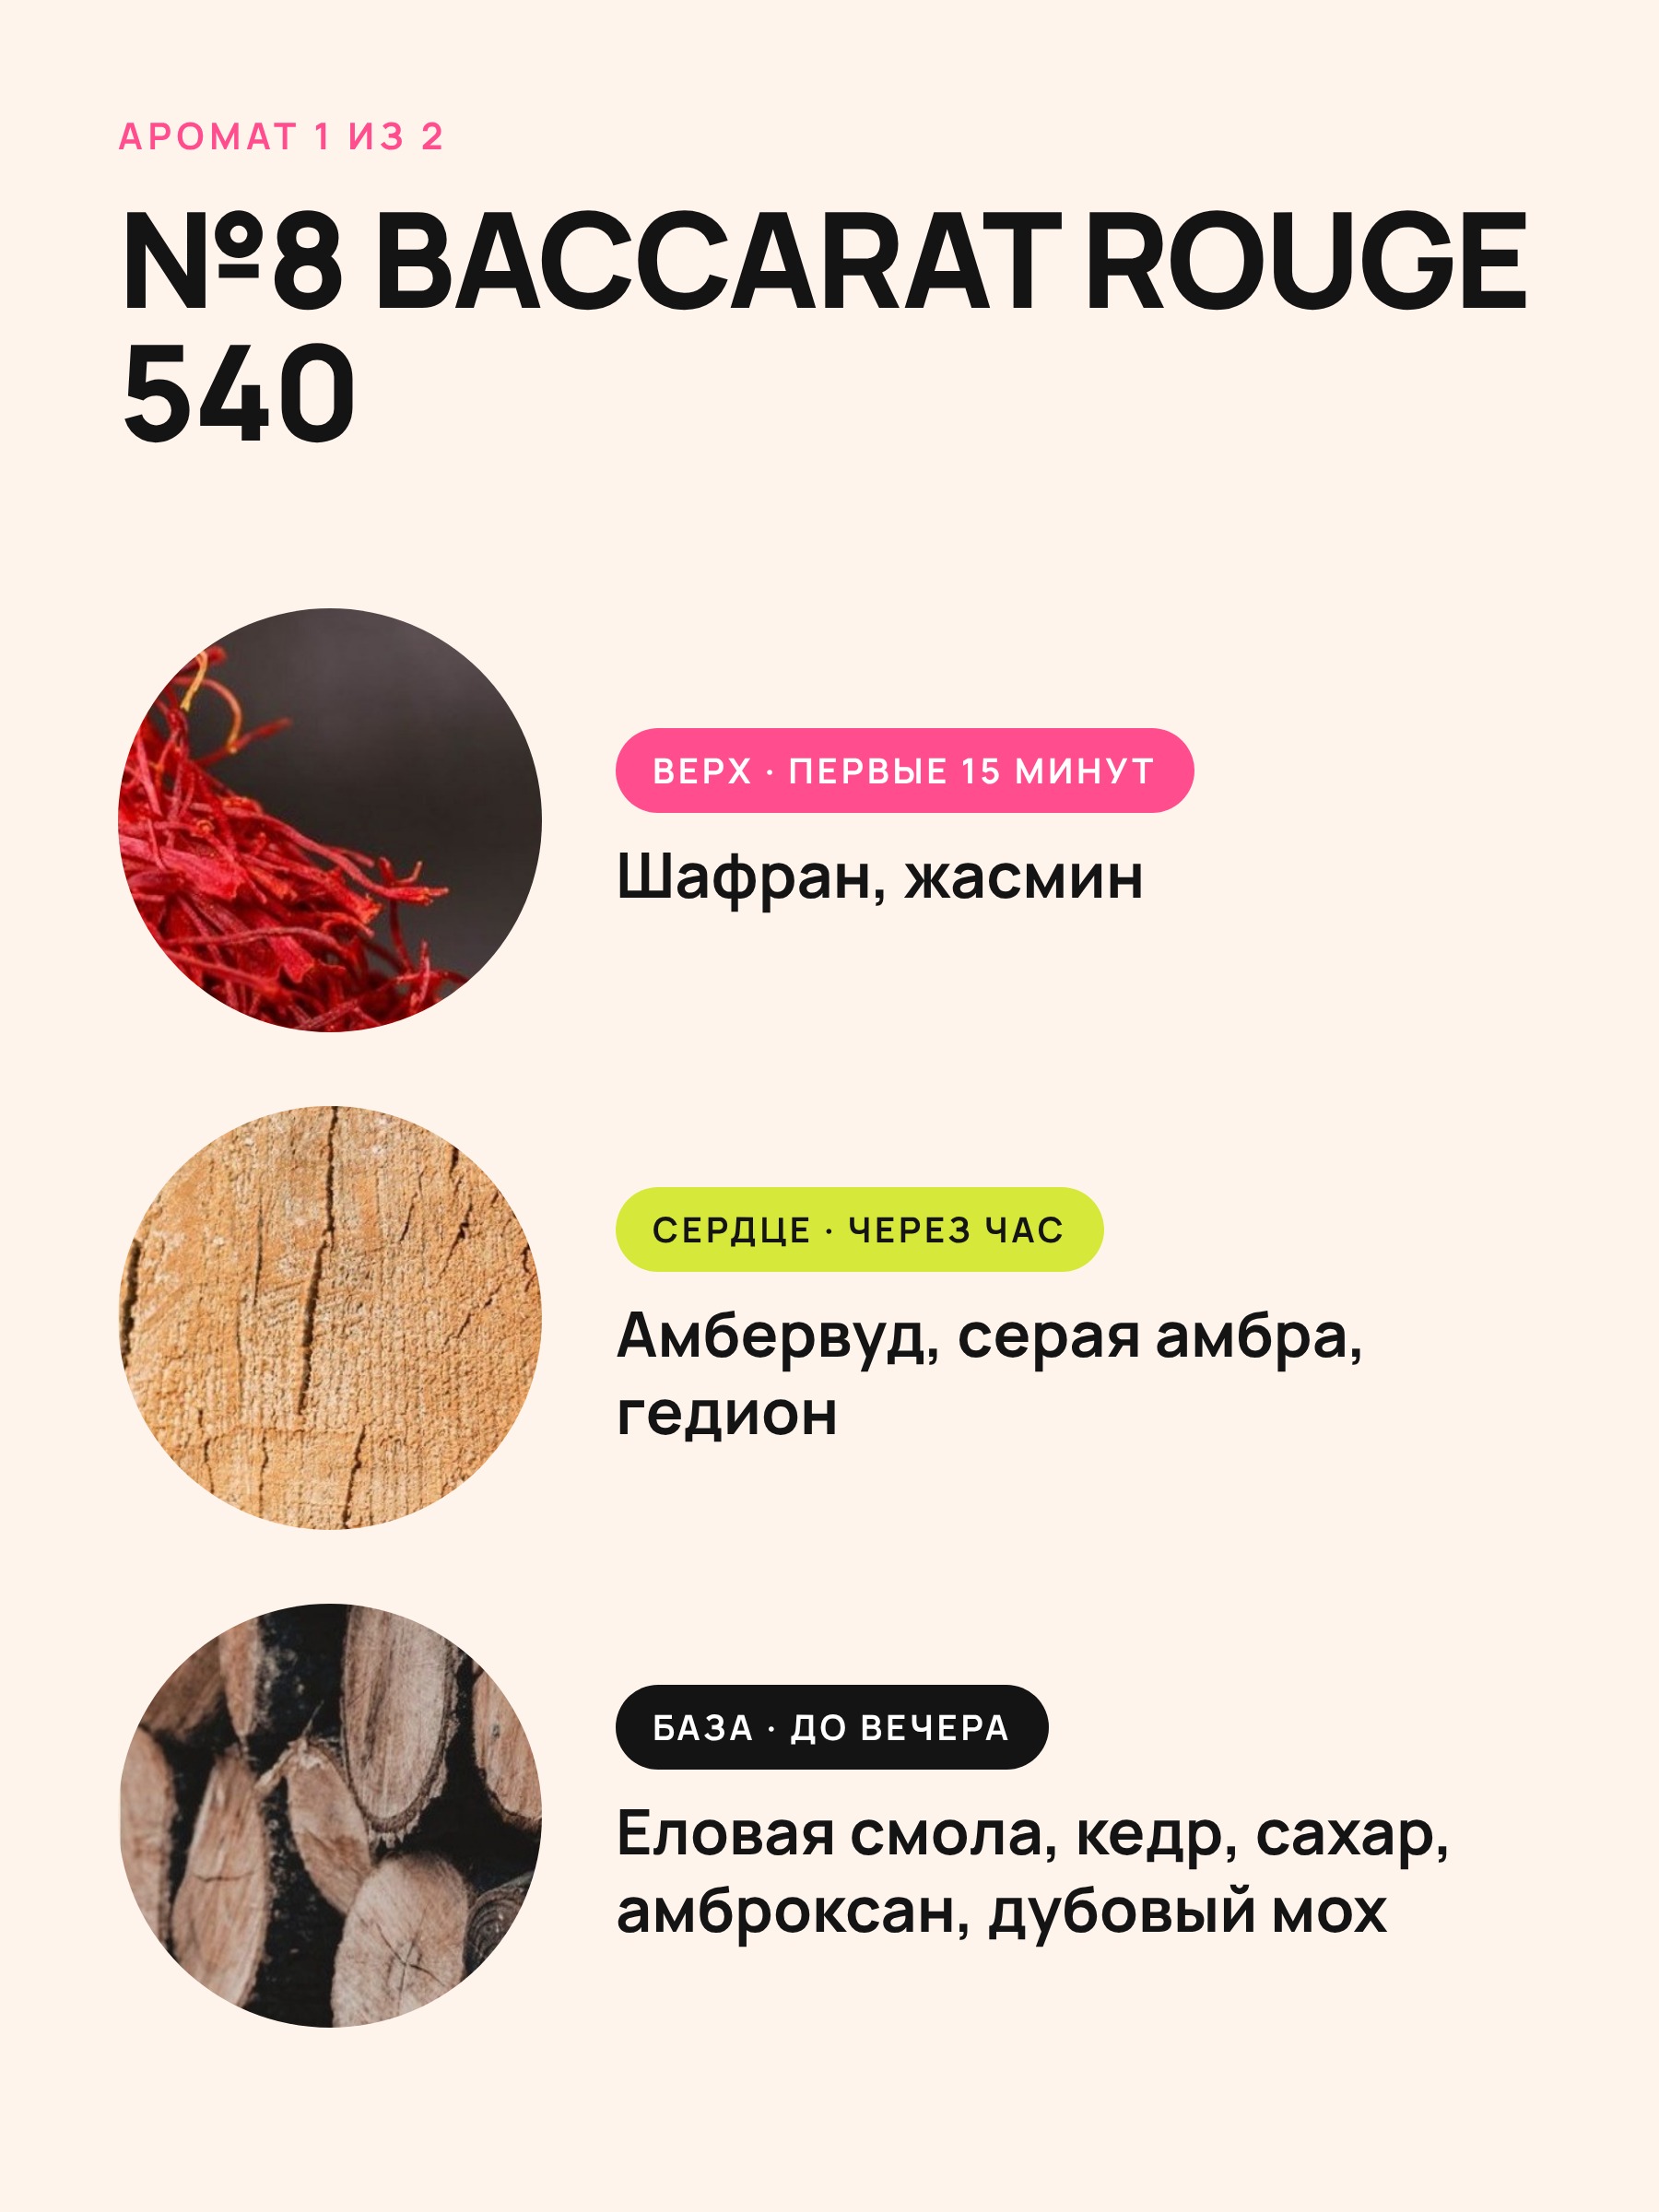 АРОМАТ 1 ИЗ 2
№8 BACCARAT ROUGE
540
ВЕРХ · ПЕРВЫЕ 15 МИНУТ
Шафран, жасмин
СЕРДЦЕ · ЧЕРЕЗ ЧАС
Амбервуд, серая амбра,
гедион
БАЗА · ДО ВЕЧЕРА
Еловая смола, кедр, сахар,
амброксан, дубовый мох